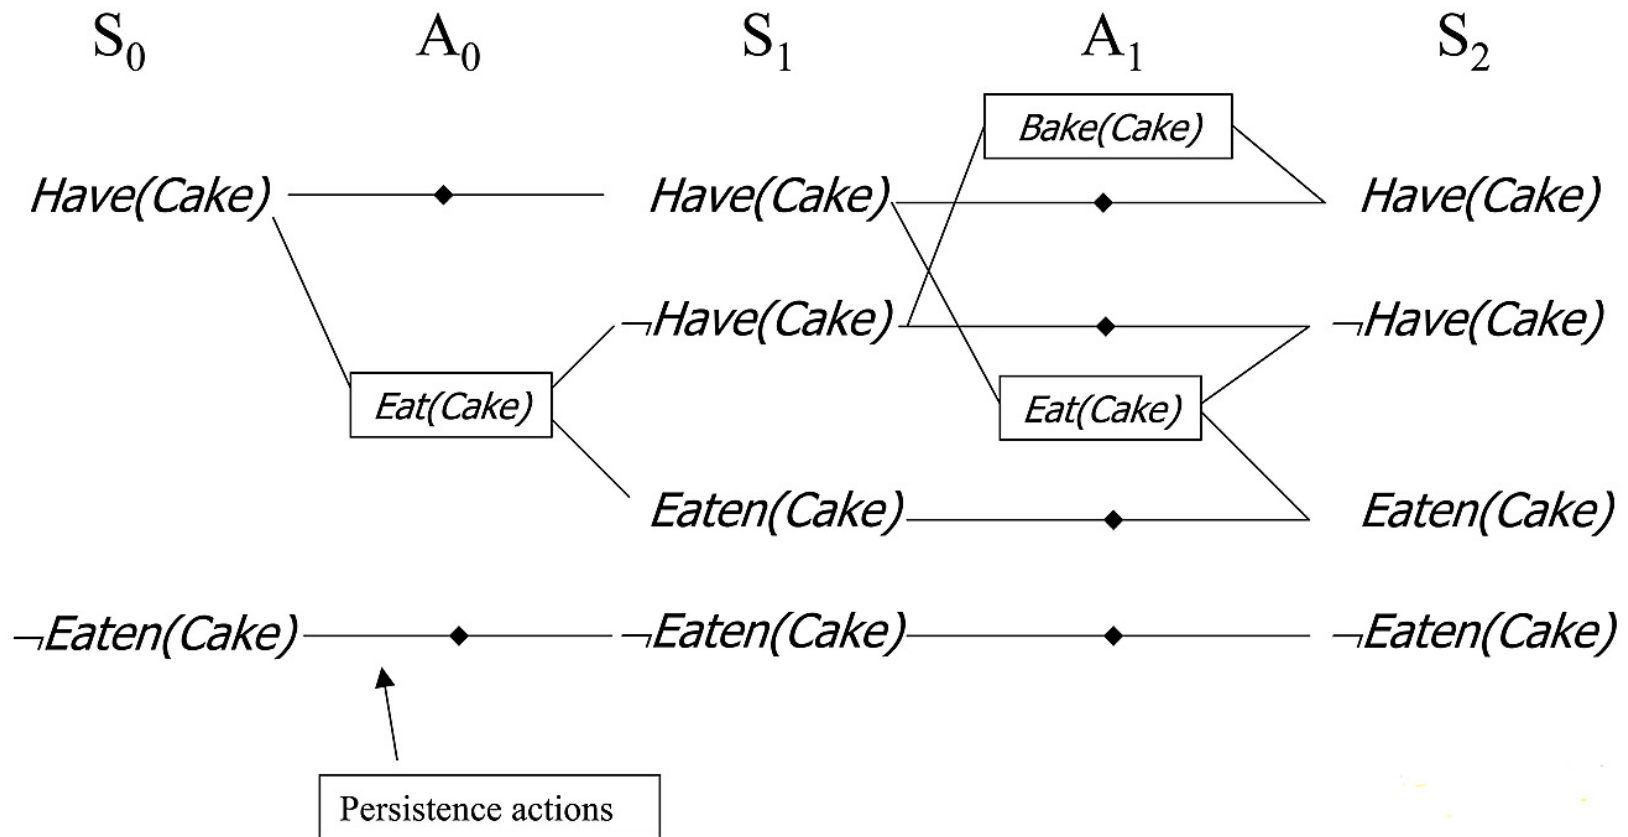 S₀ A₀ S₁ A₁ S₂
Bake(Cake)
Have(Cake) Have(Cake) Have(Cake)
¬Have(Cake) ¬Have(Cake)
Eat(Cake) Eat(Cake)
Eaten(Cake) Eaten(Cake)
¬Eaten(Cake) ¬Eaten(Cake) ¬Eaten(Cake)
Persistence actions